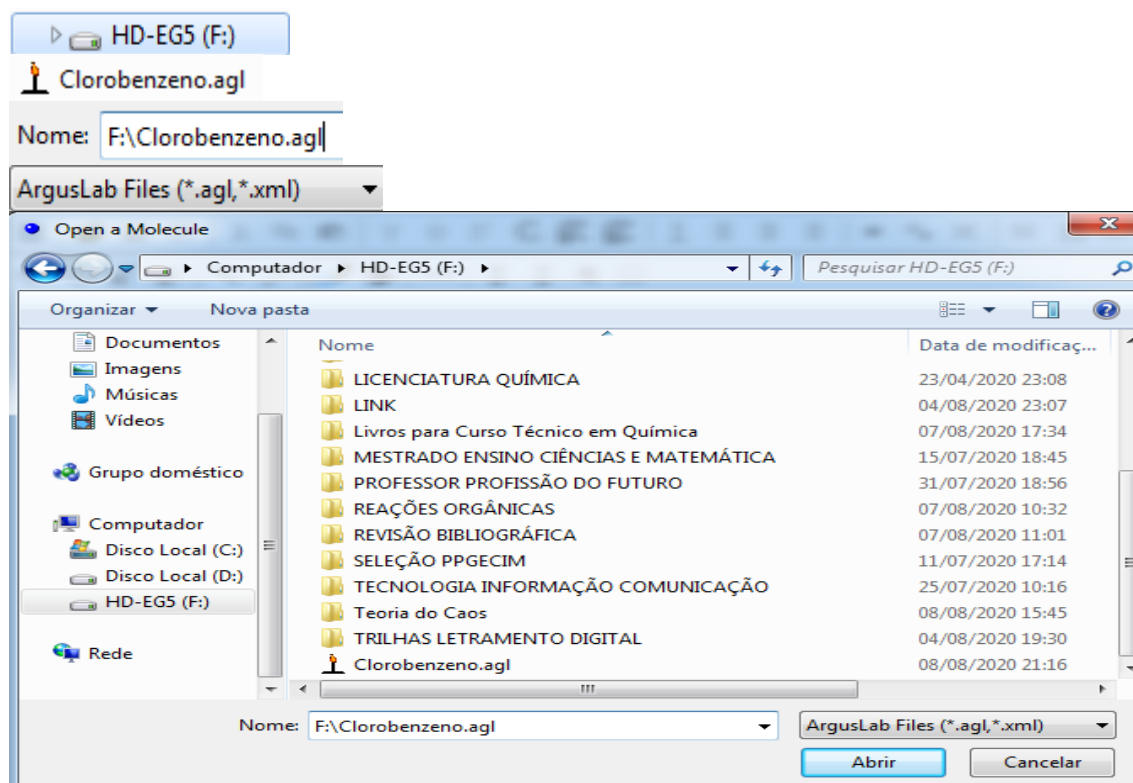 HD-EG5 (F:)
Clorobenzeno.agl
Nome: F:\Clorobenzeno.agl
ArgusLab Files (*.agl,*.xml)
Open a Molecule
Computador HD-EG5 (F:) Pesquisar HD-EG5 (F:)
Organizar Nova pasta
Documentos
Imagens
Músicas
Vídeos
Grupo doméstico
Computador
Disco Local (C:)
Disco Local (D:)
HD-EG5 (F:)
Rede
Nome Data de modificaç...
LICENCIATURA QUÍMICA 23/04/2020 23:08
LINK 04/08/2020 23:07
Livros para Curso Técnico em Química 07/08/2020 17:34
MESTRADO ENSINO CIÊNCIAS E MATEMÁTICA 15/07/2020 18:45
PROFESSOR PROFISSÃO DO FUTURO 31/07/2020 18:56
REAÇÕES ORGÂNICAS 07/08/2020 10:32
REVISÃO BIBLIOGRÁFICA 07/08/2020 11:01
SELEÇÃO PPGECIM 11/07/2020 17:14
TECNOLOGIA INFORMAÇÃO COMUNICAÇÃO 25/07/2020 10:16
Teoria do Caos 08/08/2020 15:45
TRILHAS LETRAMENTO DIGITAL 04/08/2020 19:30
Clorobenzeno.agl 08/08/2020 21:16
Nome: F:\Clorobenzeno.agl ArgusLab Files (*.agl,*.xml)
Abrir Cancelar